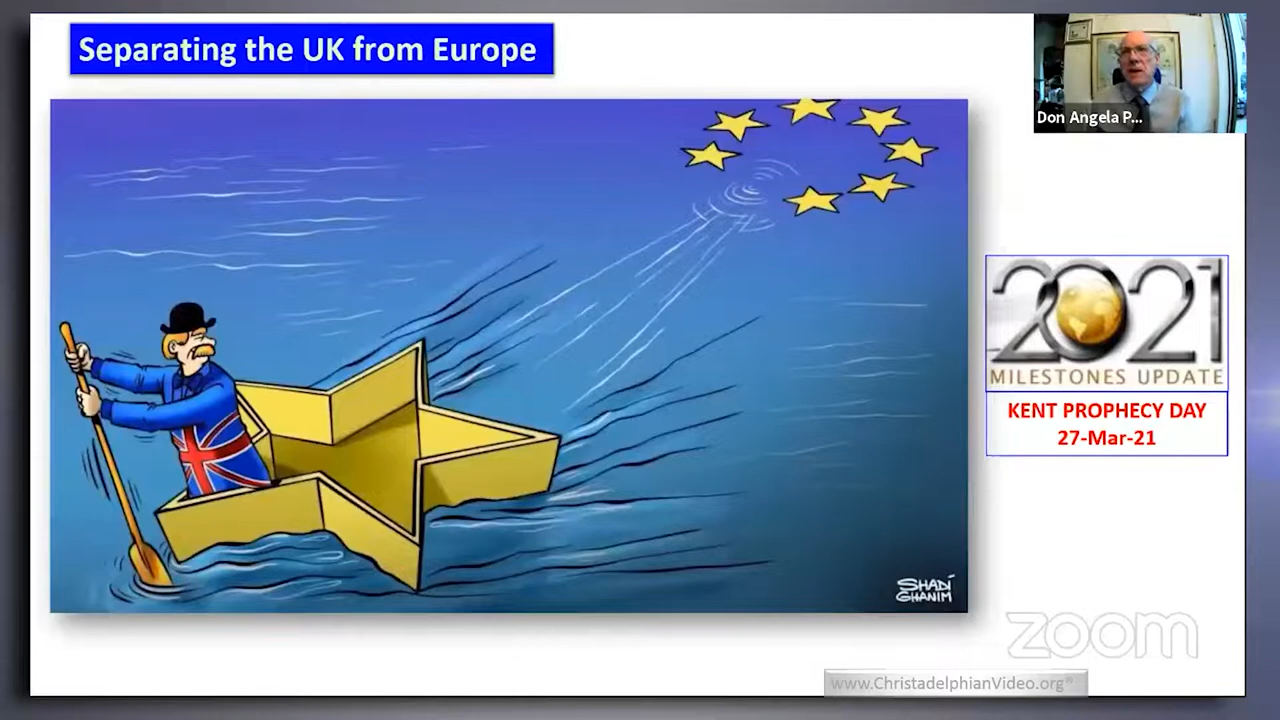 Separating the UK from Europe
Don Angela P...
2021
MILESTONES UPDATE
KENT PROPHECY DAY
27-Mar-21
SHADI
GHANIM
zoom
www.ChristadelphianVideo.org®